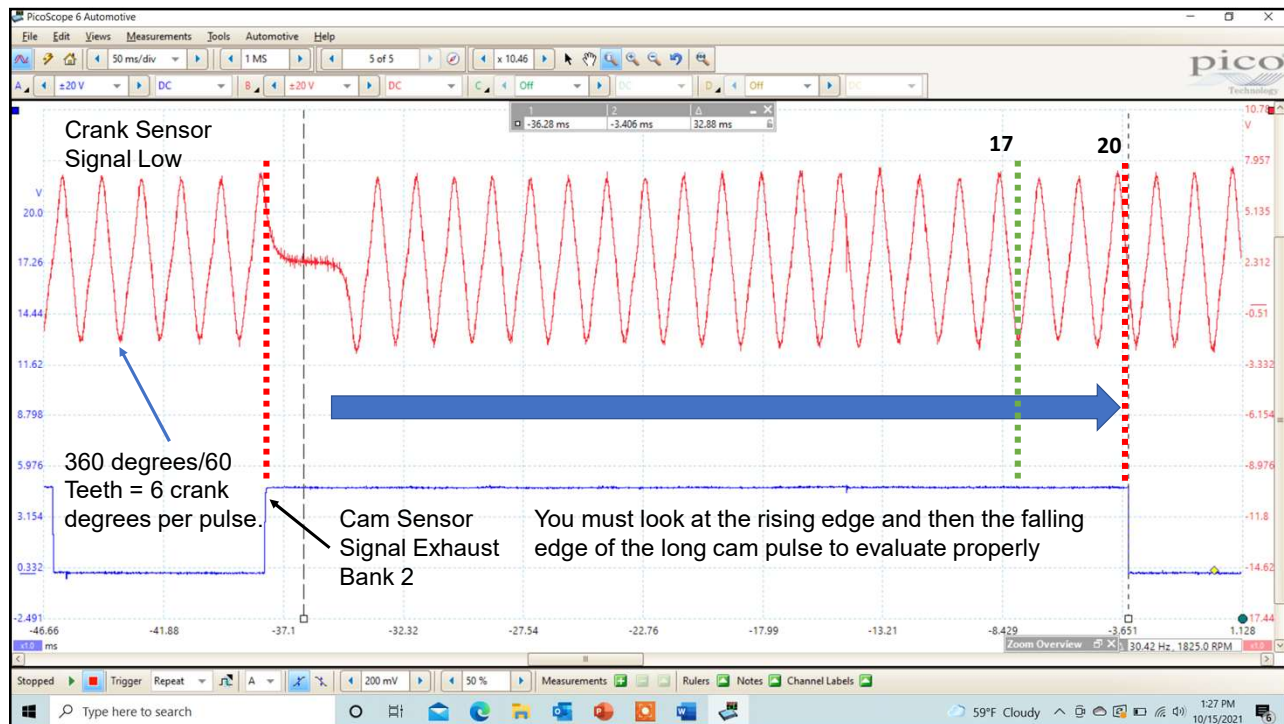 PicoScope 6 Automotive
File Edit Views Measurements Tools Automotive Help
50 ms/div 1 MS 5 of 5 x 10.46
pico
Technology
A ±20 V DC B ±20 V DC C Off DC D Off DC
1 2 Δ
-36.28 ms -3.406 ms 32.88 ms
Crank Sensor
Signal Low
17
20
V
20.0
17.26
14.44
11.62
8.798
5.976
3.154
0.332
-2.491
10.78
V
7.957
5.135
2.312
-0.51
-3.332
-6.154
-8.976
-11.8
-14.62
-17.44
360 degrees/60
Teeth = 6 crank
degrees per pulse.
Cam Sensor
Signal Exhaust
Bank 2
You must look at the rising edge and then the falling
edge of the long cam pulse to evaluate properly
-46.66 -41.88 -37.1 -32.32 -27.54 -22.76 -17.99 -13.21 -8.429 -3.651 1.128
x1.0 ms
Zoom Overview
30.42 Hz, 1825.0 RPM
x1.0
Stopped Trigger Repeat A 200 mV 50 % Measurements Rulers Notes Channel Labels
Type here to search
59°F Cloudy
1:27 PM
10/15/2021